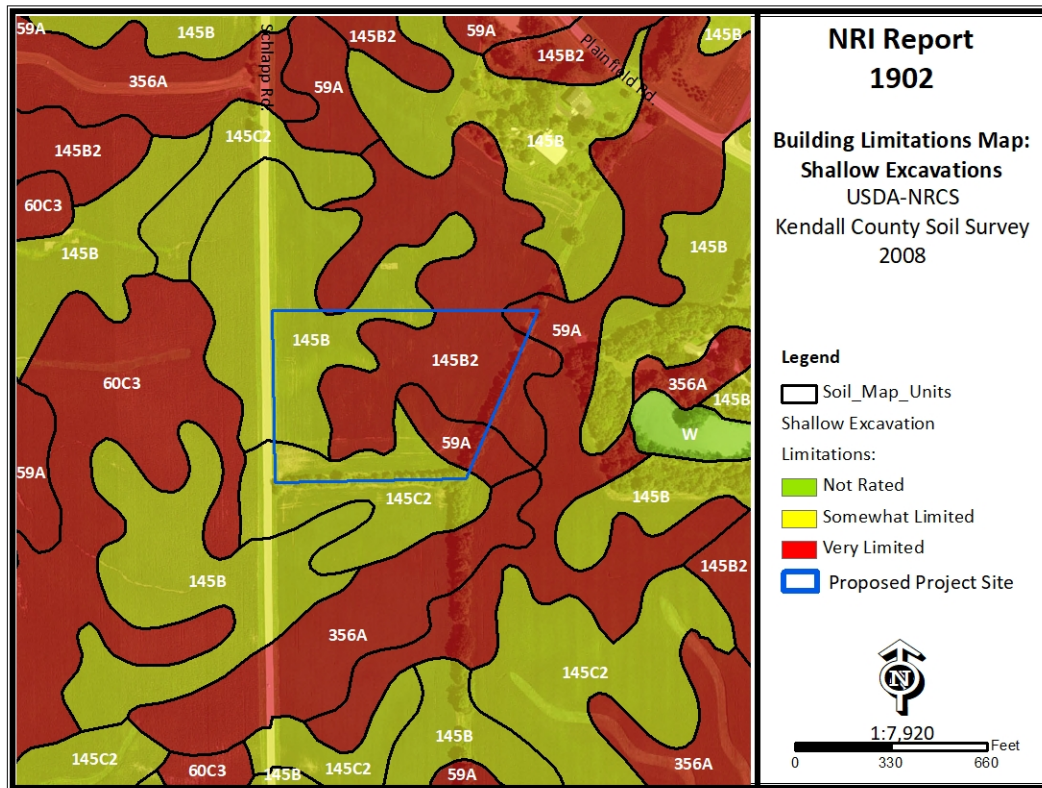 59A
145B
145B2
59A
145B
356A
Schlapp Rd.
59A
145B2
Plainfield Rd.
145B2
145C2
145B
60C3
145B
145B
145B
59A
145B2
60C3
356A
145B
W
59A
59A
145C2
145B
145B
145B2
356A
145C2
145B
145C2
60C3
145B
145C2
59A
356A
NRI Report
1902
Building Limitations Map:
Shallow Excavations
USDA-NRCS
Kendall County Soil Survey
2008
Legend
Soil_Map_Units
Shallow Excavation
Limitations:
Not Rated
Somewhat Limited
Very Limited
Proposed Project Site
N
1:7,920
Feet
0 330 660